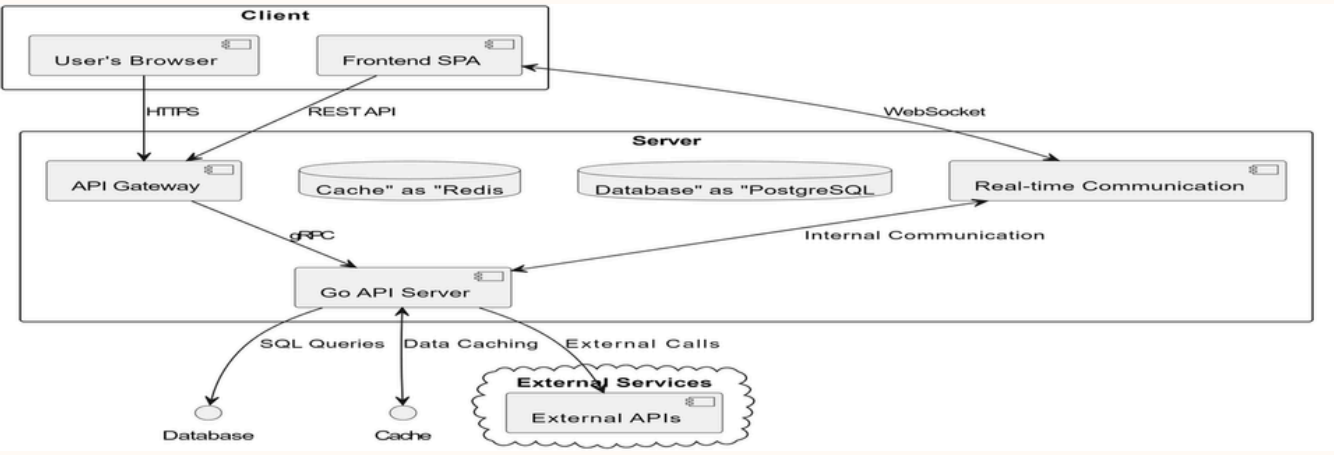 Client
User's Browser
Frontend SPA
HTTPS
REST API
WebSocket
Server
API Gateway
Cache" as "Redis
Database" as "PostgreSQL
Real-time Communication
gRPC
Internal Communication
Go API Server
SQL Queries
Data Caching
External Calls
External Services
External APIs
Database
Cache